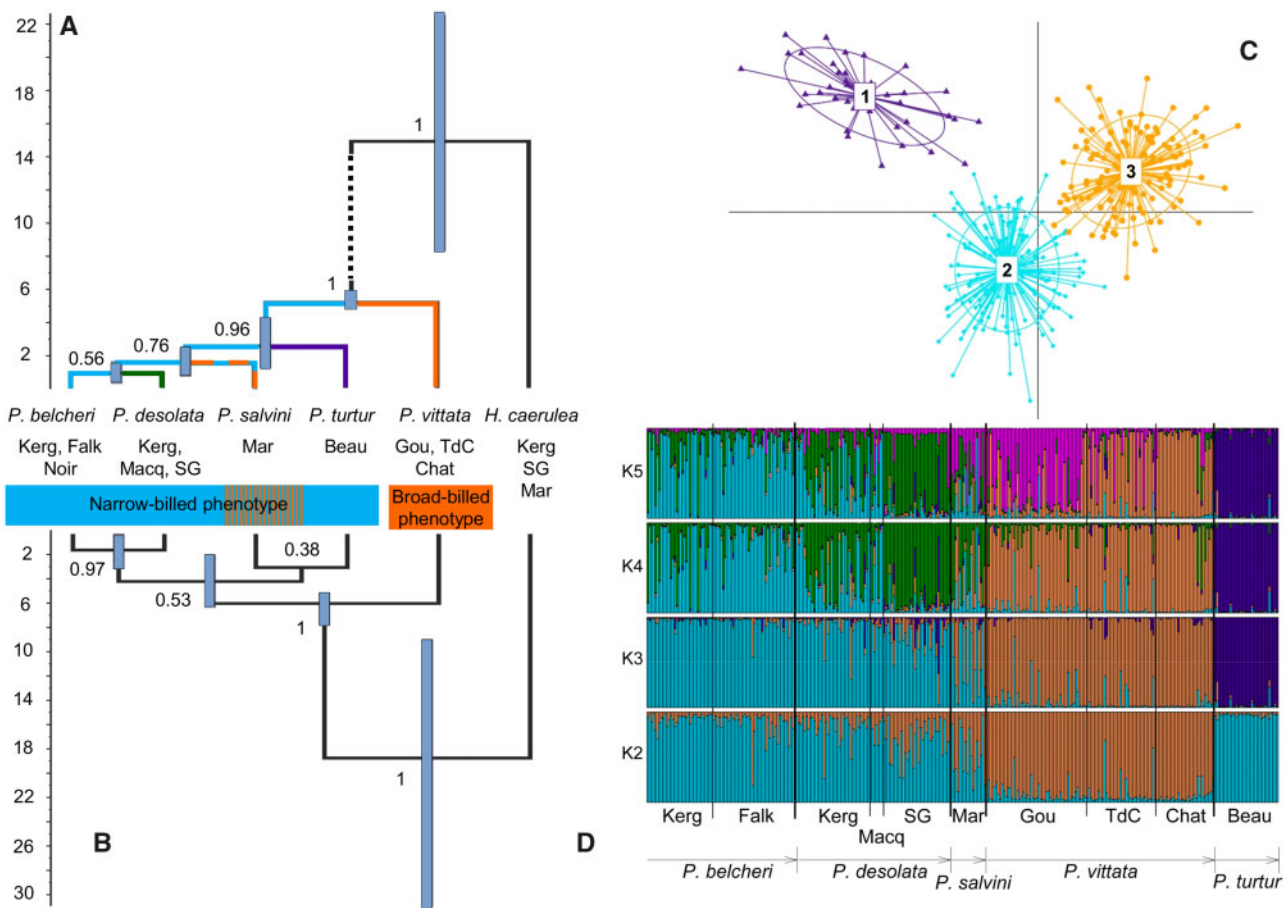 A
22
18
14
10
6
2
1
1
0.96
0.76
0.56
P. belcheri
P. desolata
P. salvini
P. turtur
P. vittata
H. caerulea
Kerg, Falk
Noir
Kerg,
Macq, SG
Mar
Beau
Gou, TdC
Chat
Kerg
SG
Mar
Narrow-billed phenotype
Broad-billed
phenotype
2
6
10
14
18
22
26
30
0.97
0.38
0.53
1
1
B
C
1
2
3
K5
K4
K3
K2
Kerg
Falk
Kerg
Macq
SG
Mar
Gou
TdC
Chat
Beau
D
P. belcheri
P. desolata
P. salvini
P. vittata
P. turtur